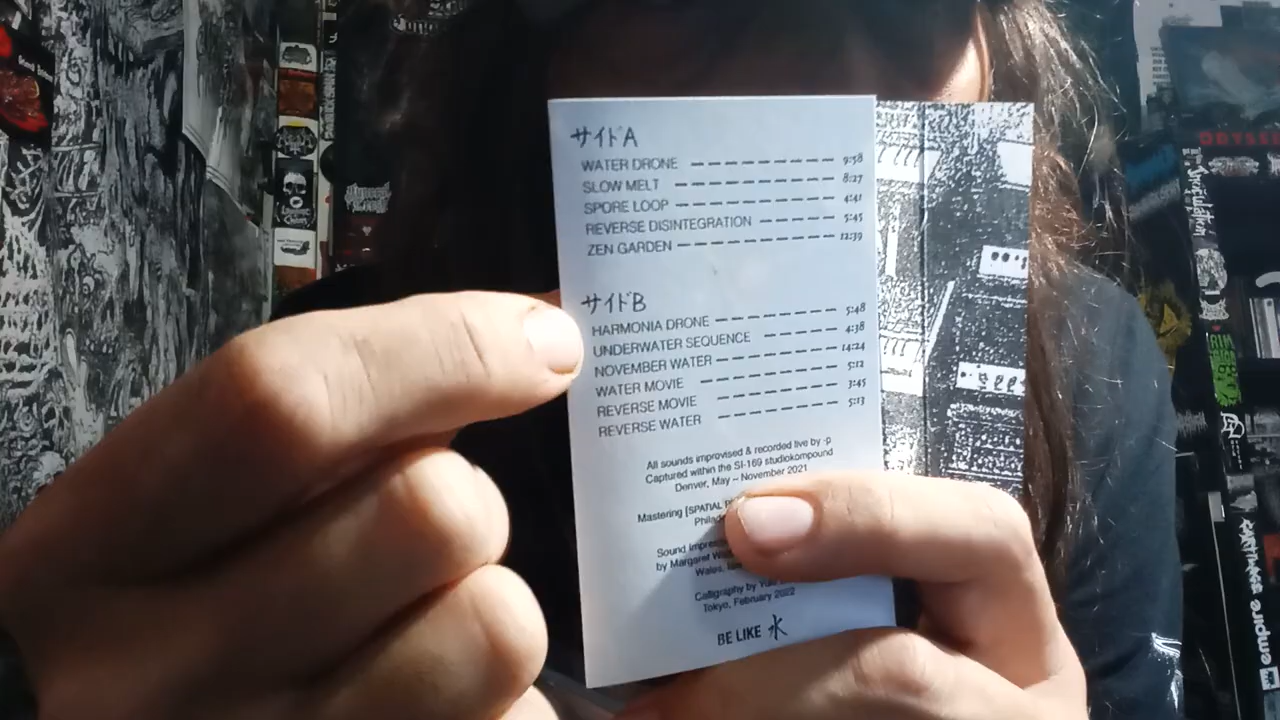 サイドA
WATER DRONE 9:58
SLOW MELT 8:27
SPORE LOOP 4:41
REVERSE DISINTEGRATION 5:45
ZEN GARDEN 12:39
サイドB
HARMONIA DRONE 5:48
UNDERWATER SEQUENCE 4:38
NOVEMBER WATER 14:24
WATER MOVIE 5:12
REVERSE MOVIE 3:45
REVERSE WATER 5:13
All sounds improvised & recorded live by -p
Captured within the SI-169 studiokompound
Denver, May ~ November 2021
Mastering [SPATIAL
Sound
by Margaret
Wales,
Calligraphy by
Tokyo, February 2022
BE LIKE 水